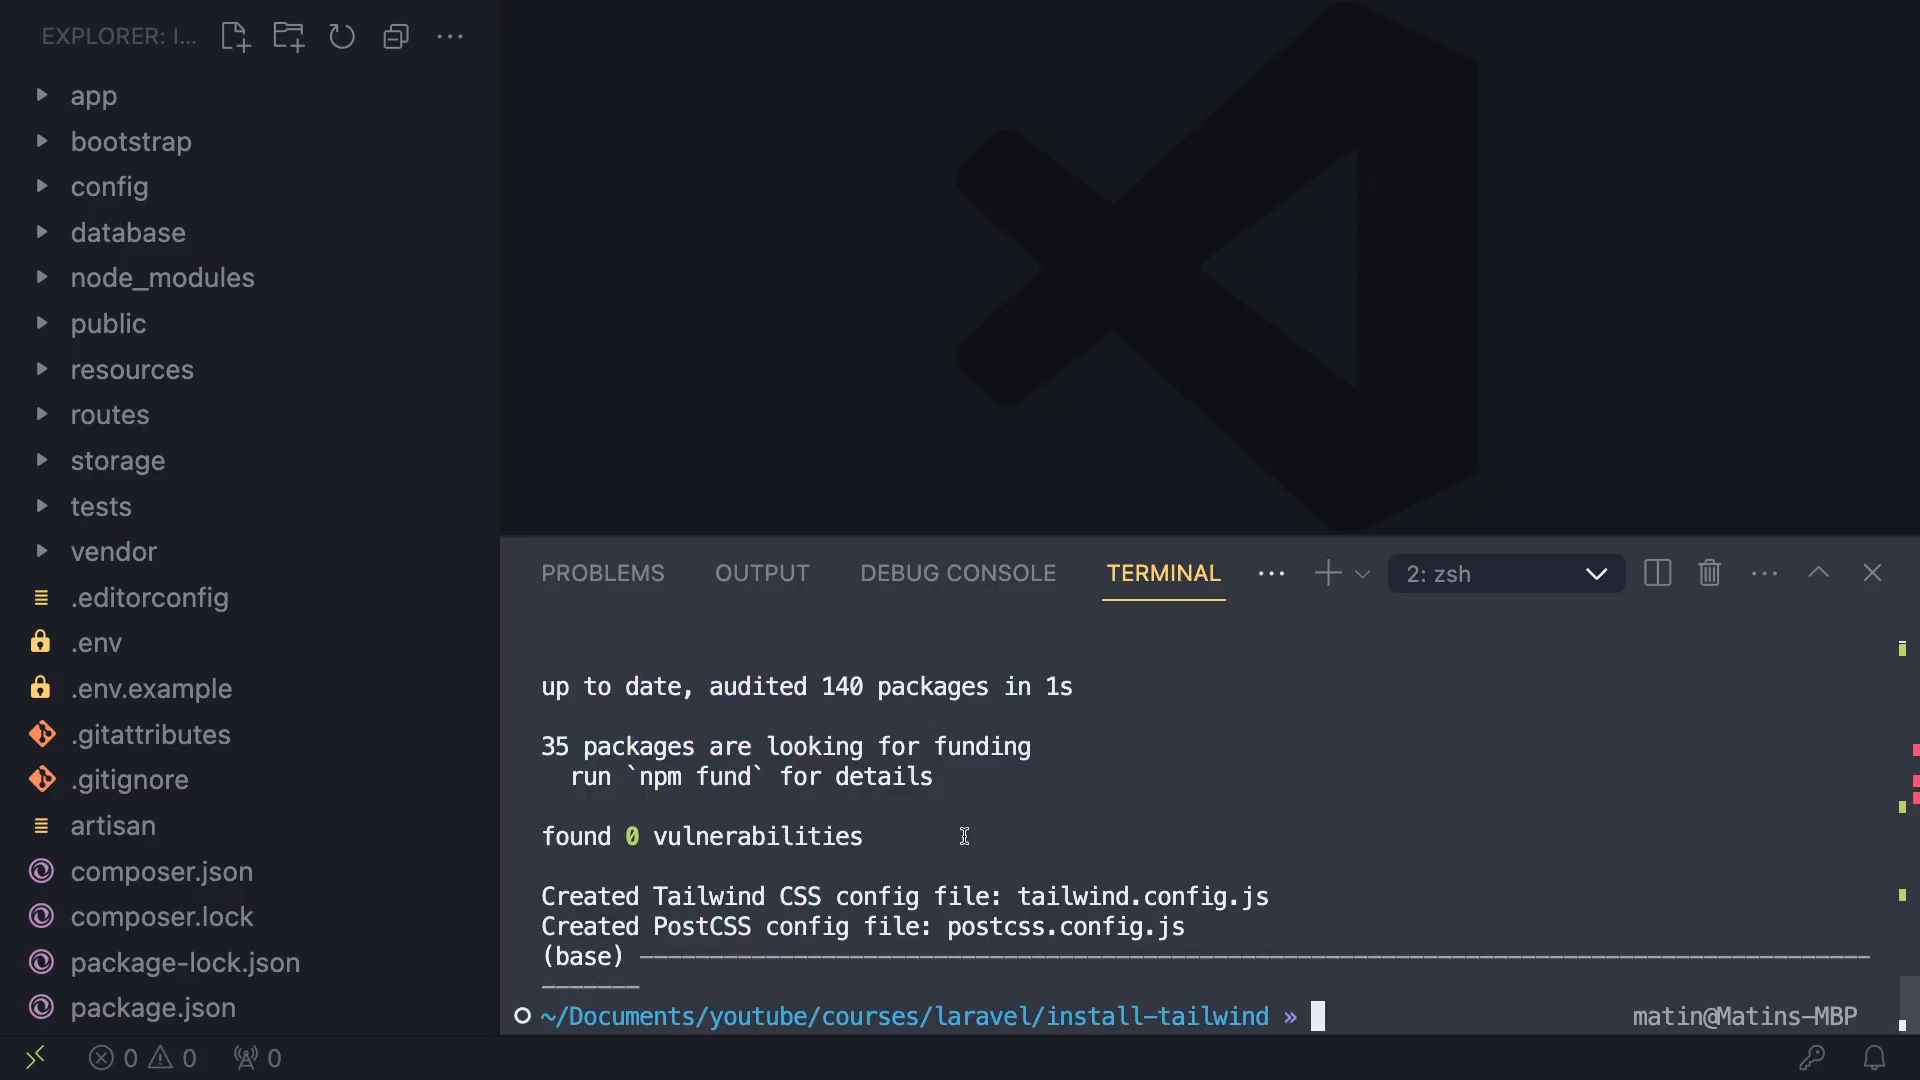 EXPLORER: I...
app
bootstrap
config
database
node_modules
public
resources
routes
storage
tests
vendor
.editorconfig
.env
.env.example
.gitattributes
.gitignore
artisan
composer.json
composer.lock
package-lock.json
package.json
PROBLEMS OUTPUT DEBUG CONSOLE TERMINAL 2: zsh
up to date, audited 140 packages in 1s
35 packages are looking for funding
run `npm fund` for details
found 0 vulnerabilities
Created Tailwind CSS config file: tailwind.config.js
Created PostCSS config file: postcss.config.js
(base)
~/Documents/youtube/courses/laravel/install-tailwind » matin@Matins-MBP
0 0 0